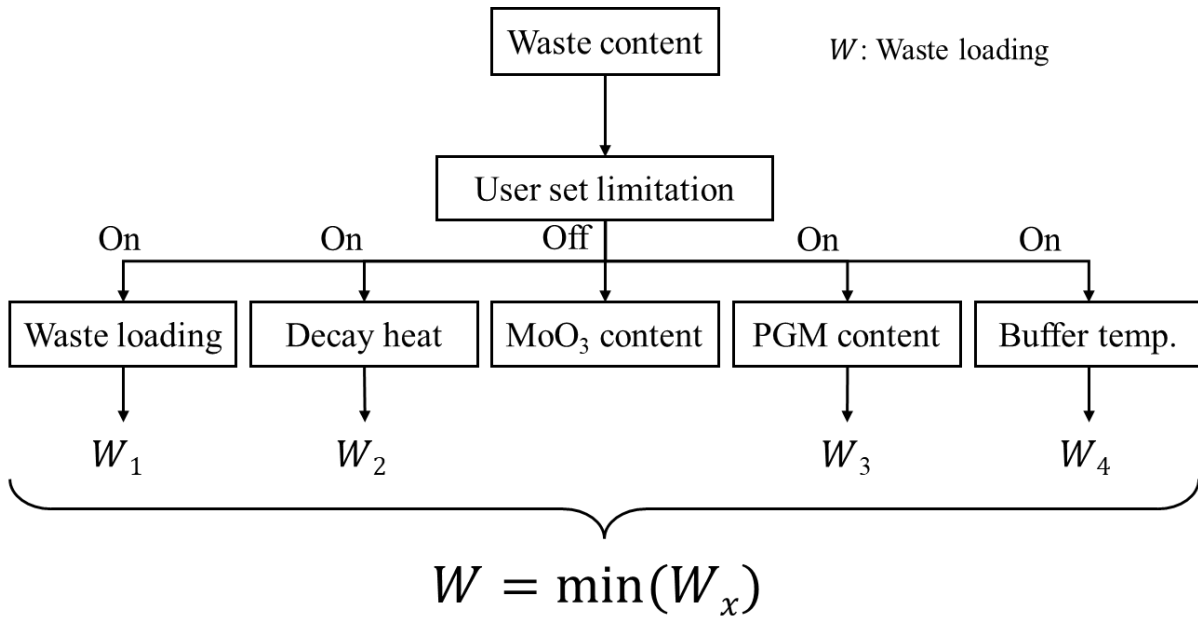 Waste content
W: Waste loading
User set limitation
On On Off On On
Waste loading Decay heat MoO₃ content PGM content Buffer temp.
W₁ W₂ W₃ W₄
W = min(Wₓ)